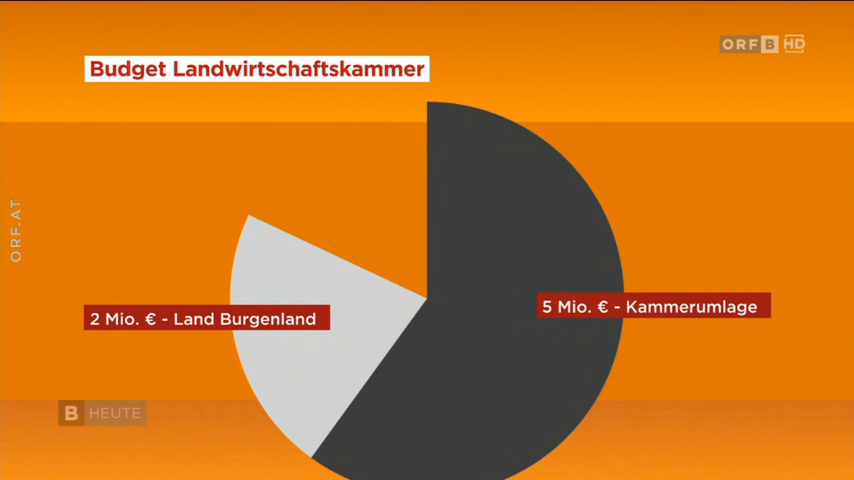 ORF B HD
Budget Landwirtschaftskammer
ORF.AT
5 Mio. € - Kammerumlage
2 Mio. € - Land Burgenland
B HEUTE